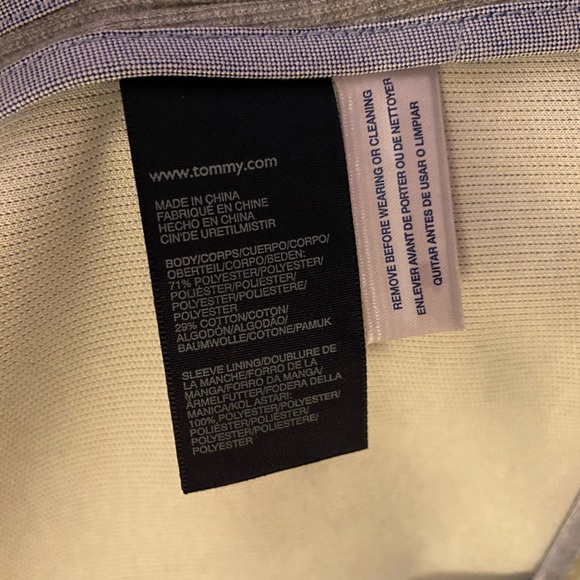 www.tommy.com
MADE IN CHINA
FABRIQUÉ EN CHINE
HECHO EN CHINA
CIN'DE URETILMISTIR
BODY/CORPS/CUERPO/CORPO/
OBERTEIL/CORPO/BEDEN:
71% POLYESTER/POLYESTER/
POLIÉSTER/POLIÉSTER/
POLYESTER/POLIESTERE/
POLYESTER
29% COTTON/COTON/
ALGODÓN/ALGODÃO/
BAUMWOLLE/COTONE/PAMUK
SLEEVE LINING/DOUBLURE DE
LA MANCHE/FORRO DE LA
MANGA/FORRO DA MANGA/
ÄRMELFUTTER/FODERA DELLA
MANICA/KOL ASTARI:
100% POLYESTER/POLYESTER/
POLIÉSTER/POLIÉSTER/
POLYESTER/POLIESTERE/
POLYESTER
REMOVE BEFORE WEARING OR CLEANING
ENLEVER AVANT DE PORTER OU DE NETTOYER
QUITAR ANTES DE USAR O LIMPIAR